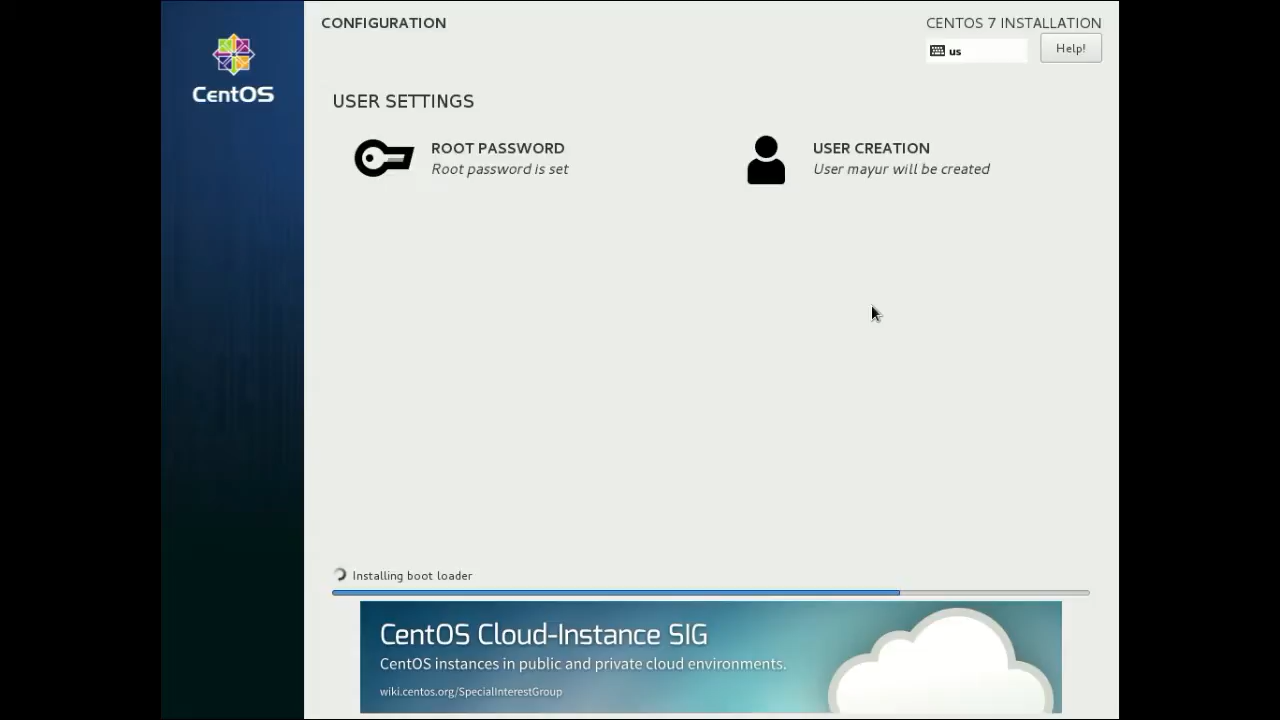 CentOS
CONFIGURATION
CENTOS 7 INSTALLATION
us
Help!
USER SETTINGS
ROOT PASSWORD
Root password is set
USER CREATION
User mayur will be created
Installing boot loader
CentOS Cloud-Instance SIG
CentOS instances in public and private cloud environments.
wiki.centos.org/SpecialInterestGroup